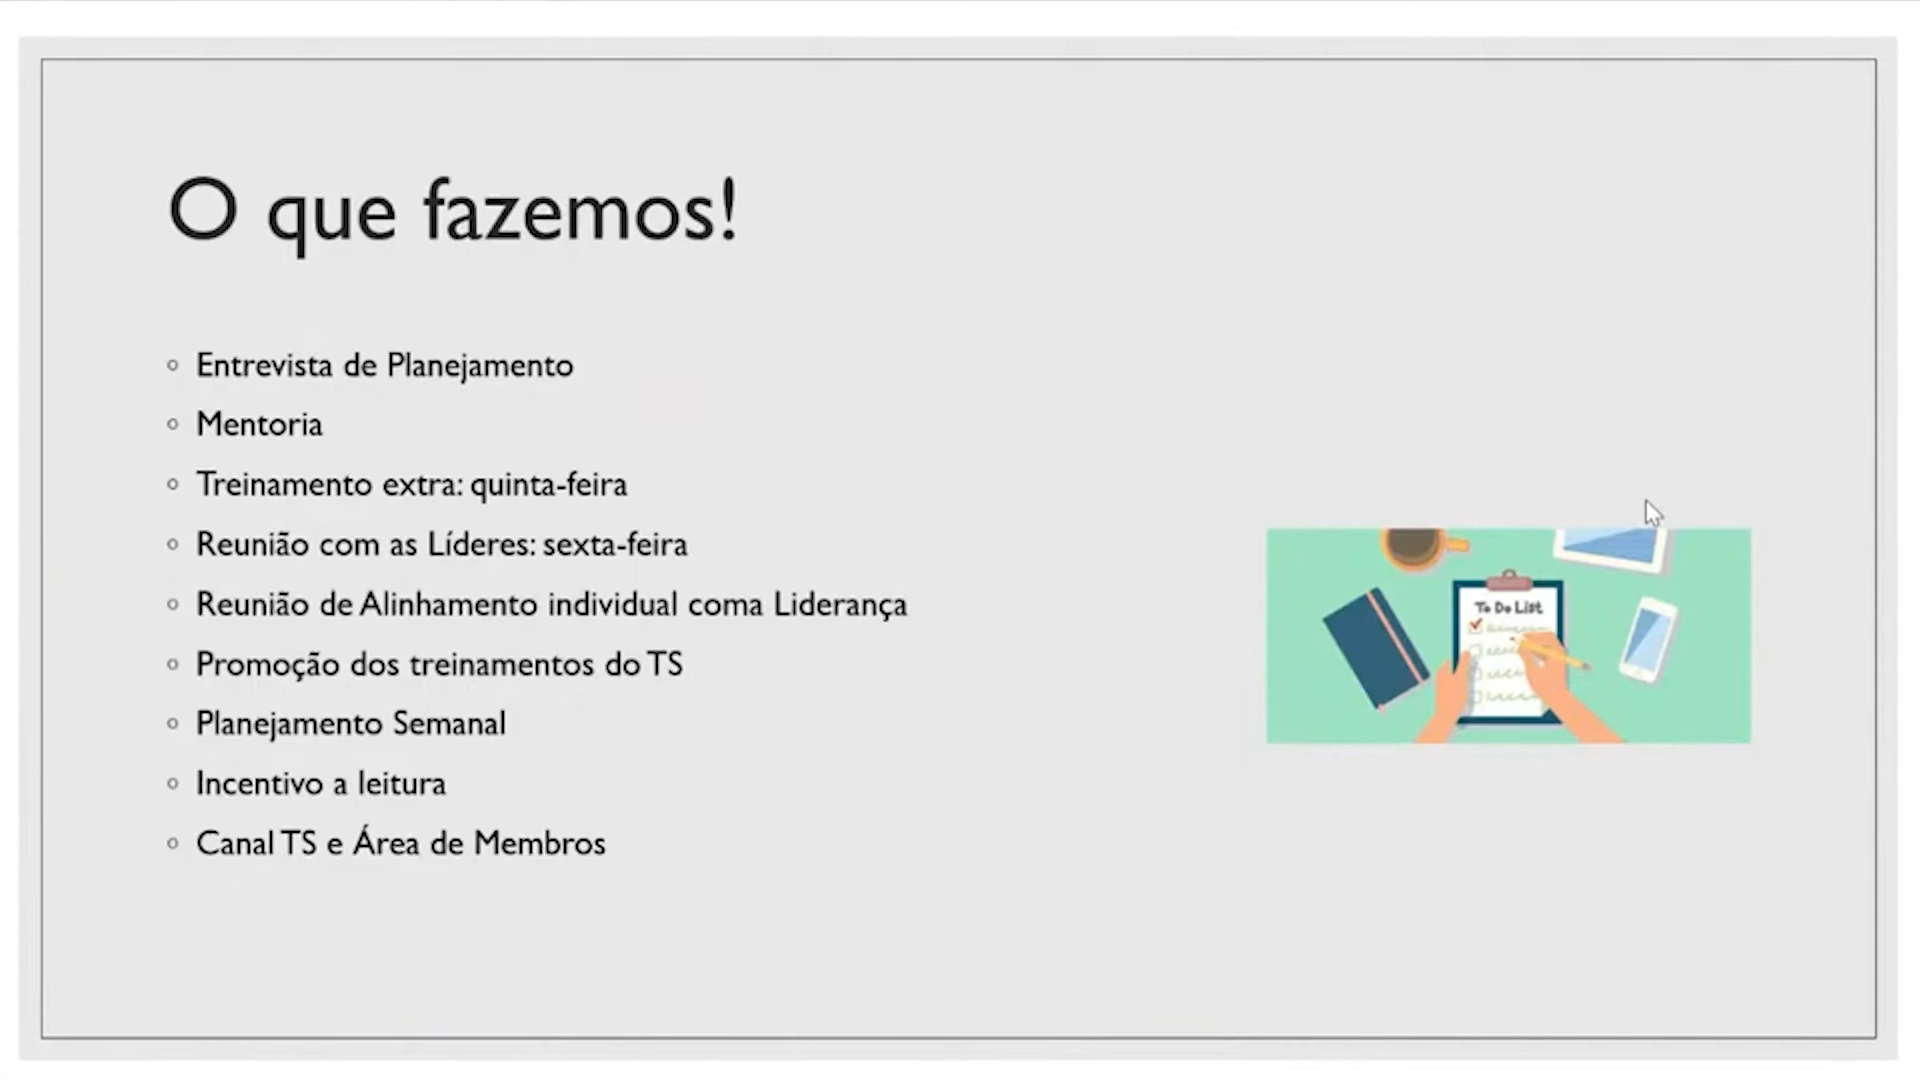 O que fazemos!
Entrevista de Planejamento
Mentoria
Treinamento extra: quinta-feira
Reunião com as Líderes: sexta-feira
Reunião de Alinhamento individual coma Liderança
Promoção dos treinamentos do TS
Planejamento Semanal
Incentivo a leitura
Canal TS e Área de Membros
To Do List